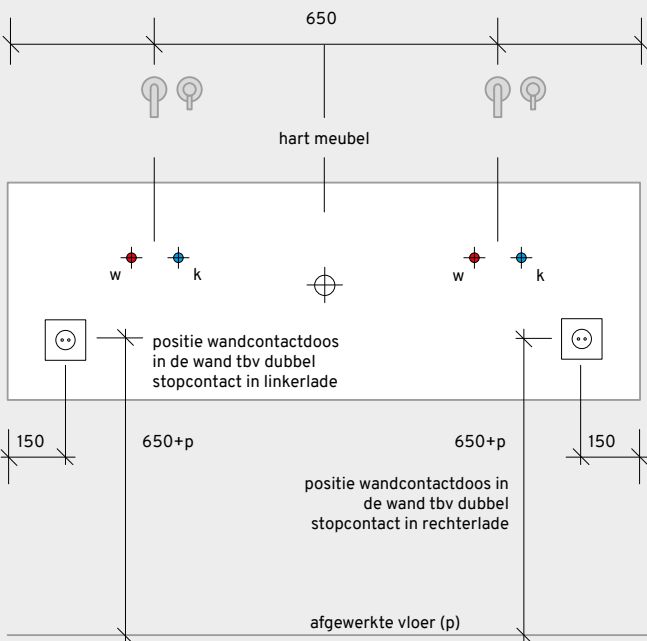 650
hart meubel
w k
w k
positie wandcontactdoos
in de wand tbv dubbel
stopcontact in linkerlade
150
650+p
650+p
150
positie wandcontactdoos in
de wand tbv dubbel
stopcontact in rechterlade
afgewerkte vloer (p)